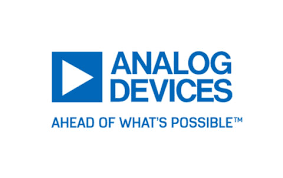 ANALOG
DEVICES
AHEAD OF WHAT'S POSSIBLE™